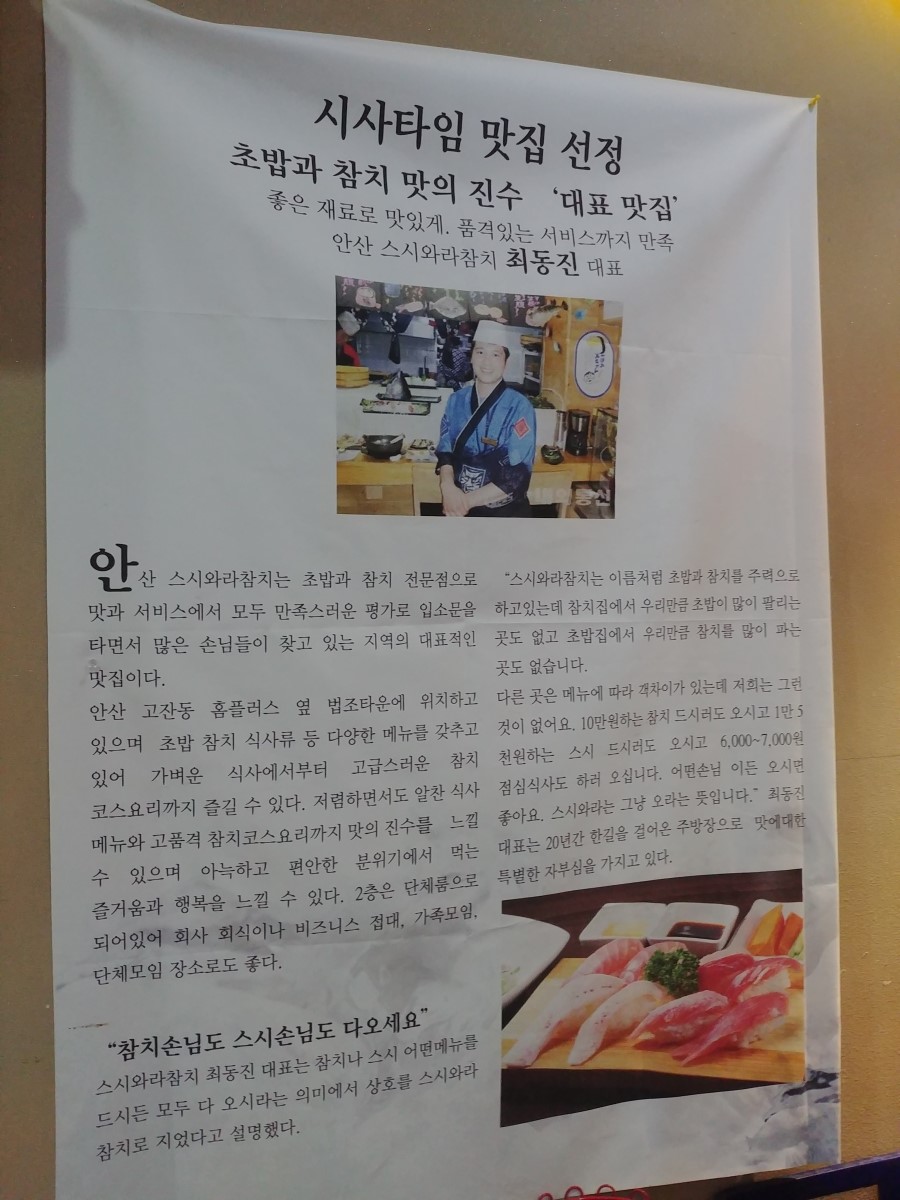 시사타임 맛집 선정
초밥과 참치 맛의 진수 ‘대표 맛집’
좋은 재료로 맛있게. 품격있는 서비스까지 만족
안산 스시와라참치 최동진 대표
안산 스시와라참치는 초밥과 참치 전문점으로
맛과 서비스에서 모두 만족스러운 평가로 입소문을
타면서 많은 손님들이 찾고 있는 지역의 대표적인
맛집이다.
안산 고잔동 홈플러스 옆 법조타운에 위치하고
있으며 초밥 참치 식사류 등 다양한 메뉴를 갖추고
있어 가벼운 식사에서부터 고급스러운 참치
코스요리까지 즐길 수 있다. 저렴하면서도 알찬 식사
메뉴와 고품격 참치코스요리까지 맛의 진수를 느낄
수 있으며 아늑하고 편안한 분위기에서 먹는
즐거움과 행복을 느낄 수 있다. 2층은 단체룸으로
되어있어 회사 회식이나 비즈니스 접대, 가족모임,
단체모임 장소로도 좋다.
“참치손님도 스시손님도 다오세요”
스시와라참치 최동진 대표는 참치나 스시 어떤메뉴를
드시든 모두 다 오시라는 의미에서 상호를 스시와라
참치로 지었다고 설명했다.
“스시와라참치는 이름처럼 초밥과 참치를 주력으로
하고있는데 참치집에서 우리만큼 초밥이 많이 팔리는
곳도 없고 초밥집에서 우리만큼 참치를 많이 파는
곳도 없습니다.
다른 곳은 메뉴에 따라 객차이가 있는데 저희는 그런
것이 없어요. 10만원하는 참치 드시러도 오시고 1만 5
천원하는 스시 드시러도 오시고 6,000~7,000원
점심식사도 하러 오십니다. 어떤손님 이든 오시면
좋아요. 스시와라는 그냥 오라는 뜻입니다.” 최동진
대표는 20년간 한길을 걸어온 주방장으로 맛에대한
특별한 자부심을 가지고 있다.